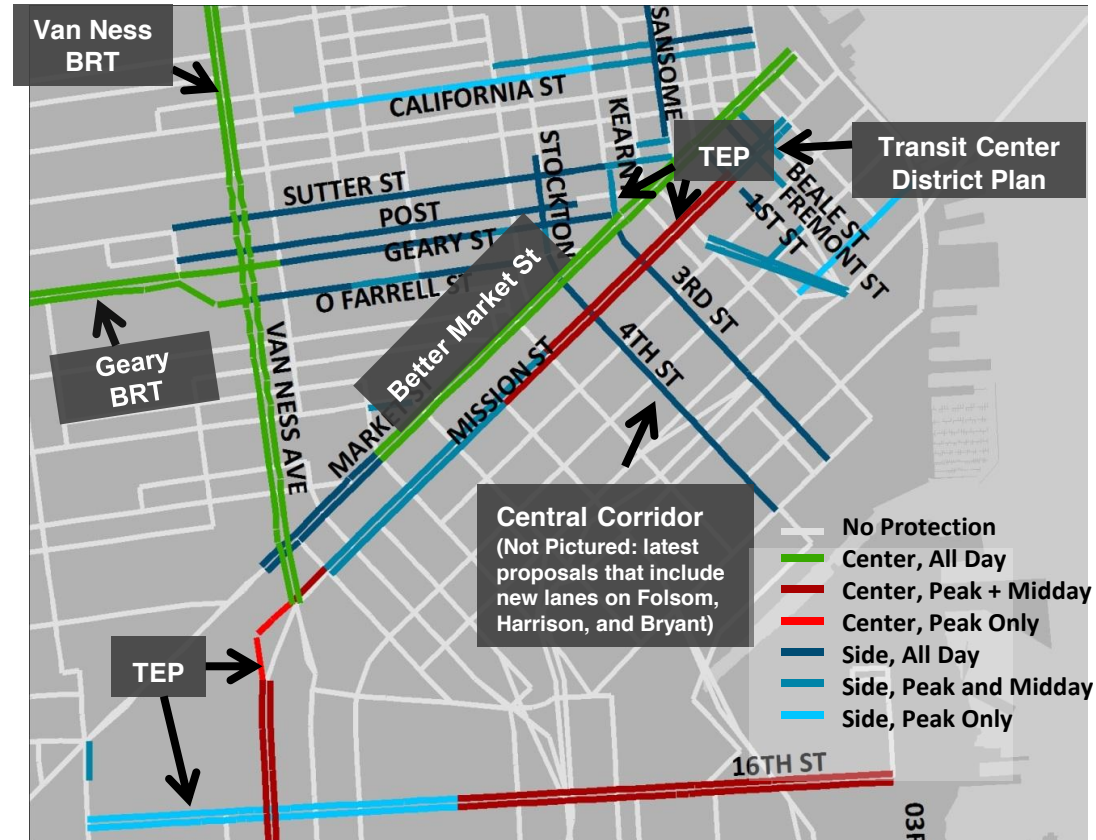 Van Ness
BRT
SANSOME
CALIFORNIA ST
KEARN
STOCKTON
TEP
Transit Center
District Plan
SUTTER ST
POST
GEARY ST
O FARRELL ST
BEALE ST
FREMONT ST
1ST ST
3RD ST
4TH ST
Better Market St
Geary
BRT
VAN NESS AVE
MARKET ST
MISSION ST
Central Corridor
(Not Pictured: latest
proposals that include
new lanes on Folsom,
Harrison, and Bryant)
No Protection
Center, All Day
Center, Peak + Midday
Center, Peak Only
Side, All Day
Side, Peak and Midday
Side, Peak Only
TEP
16TH ST